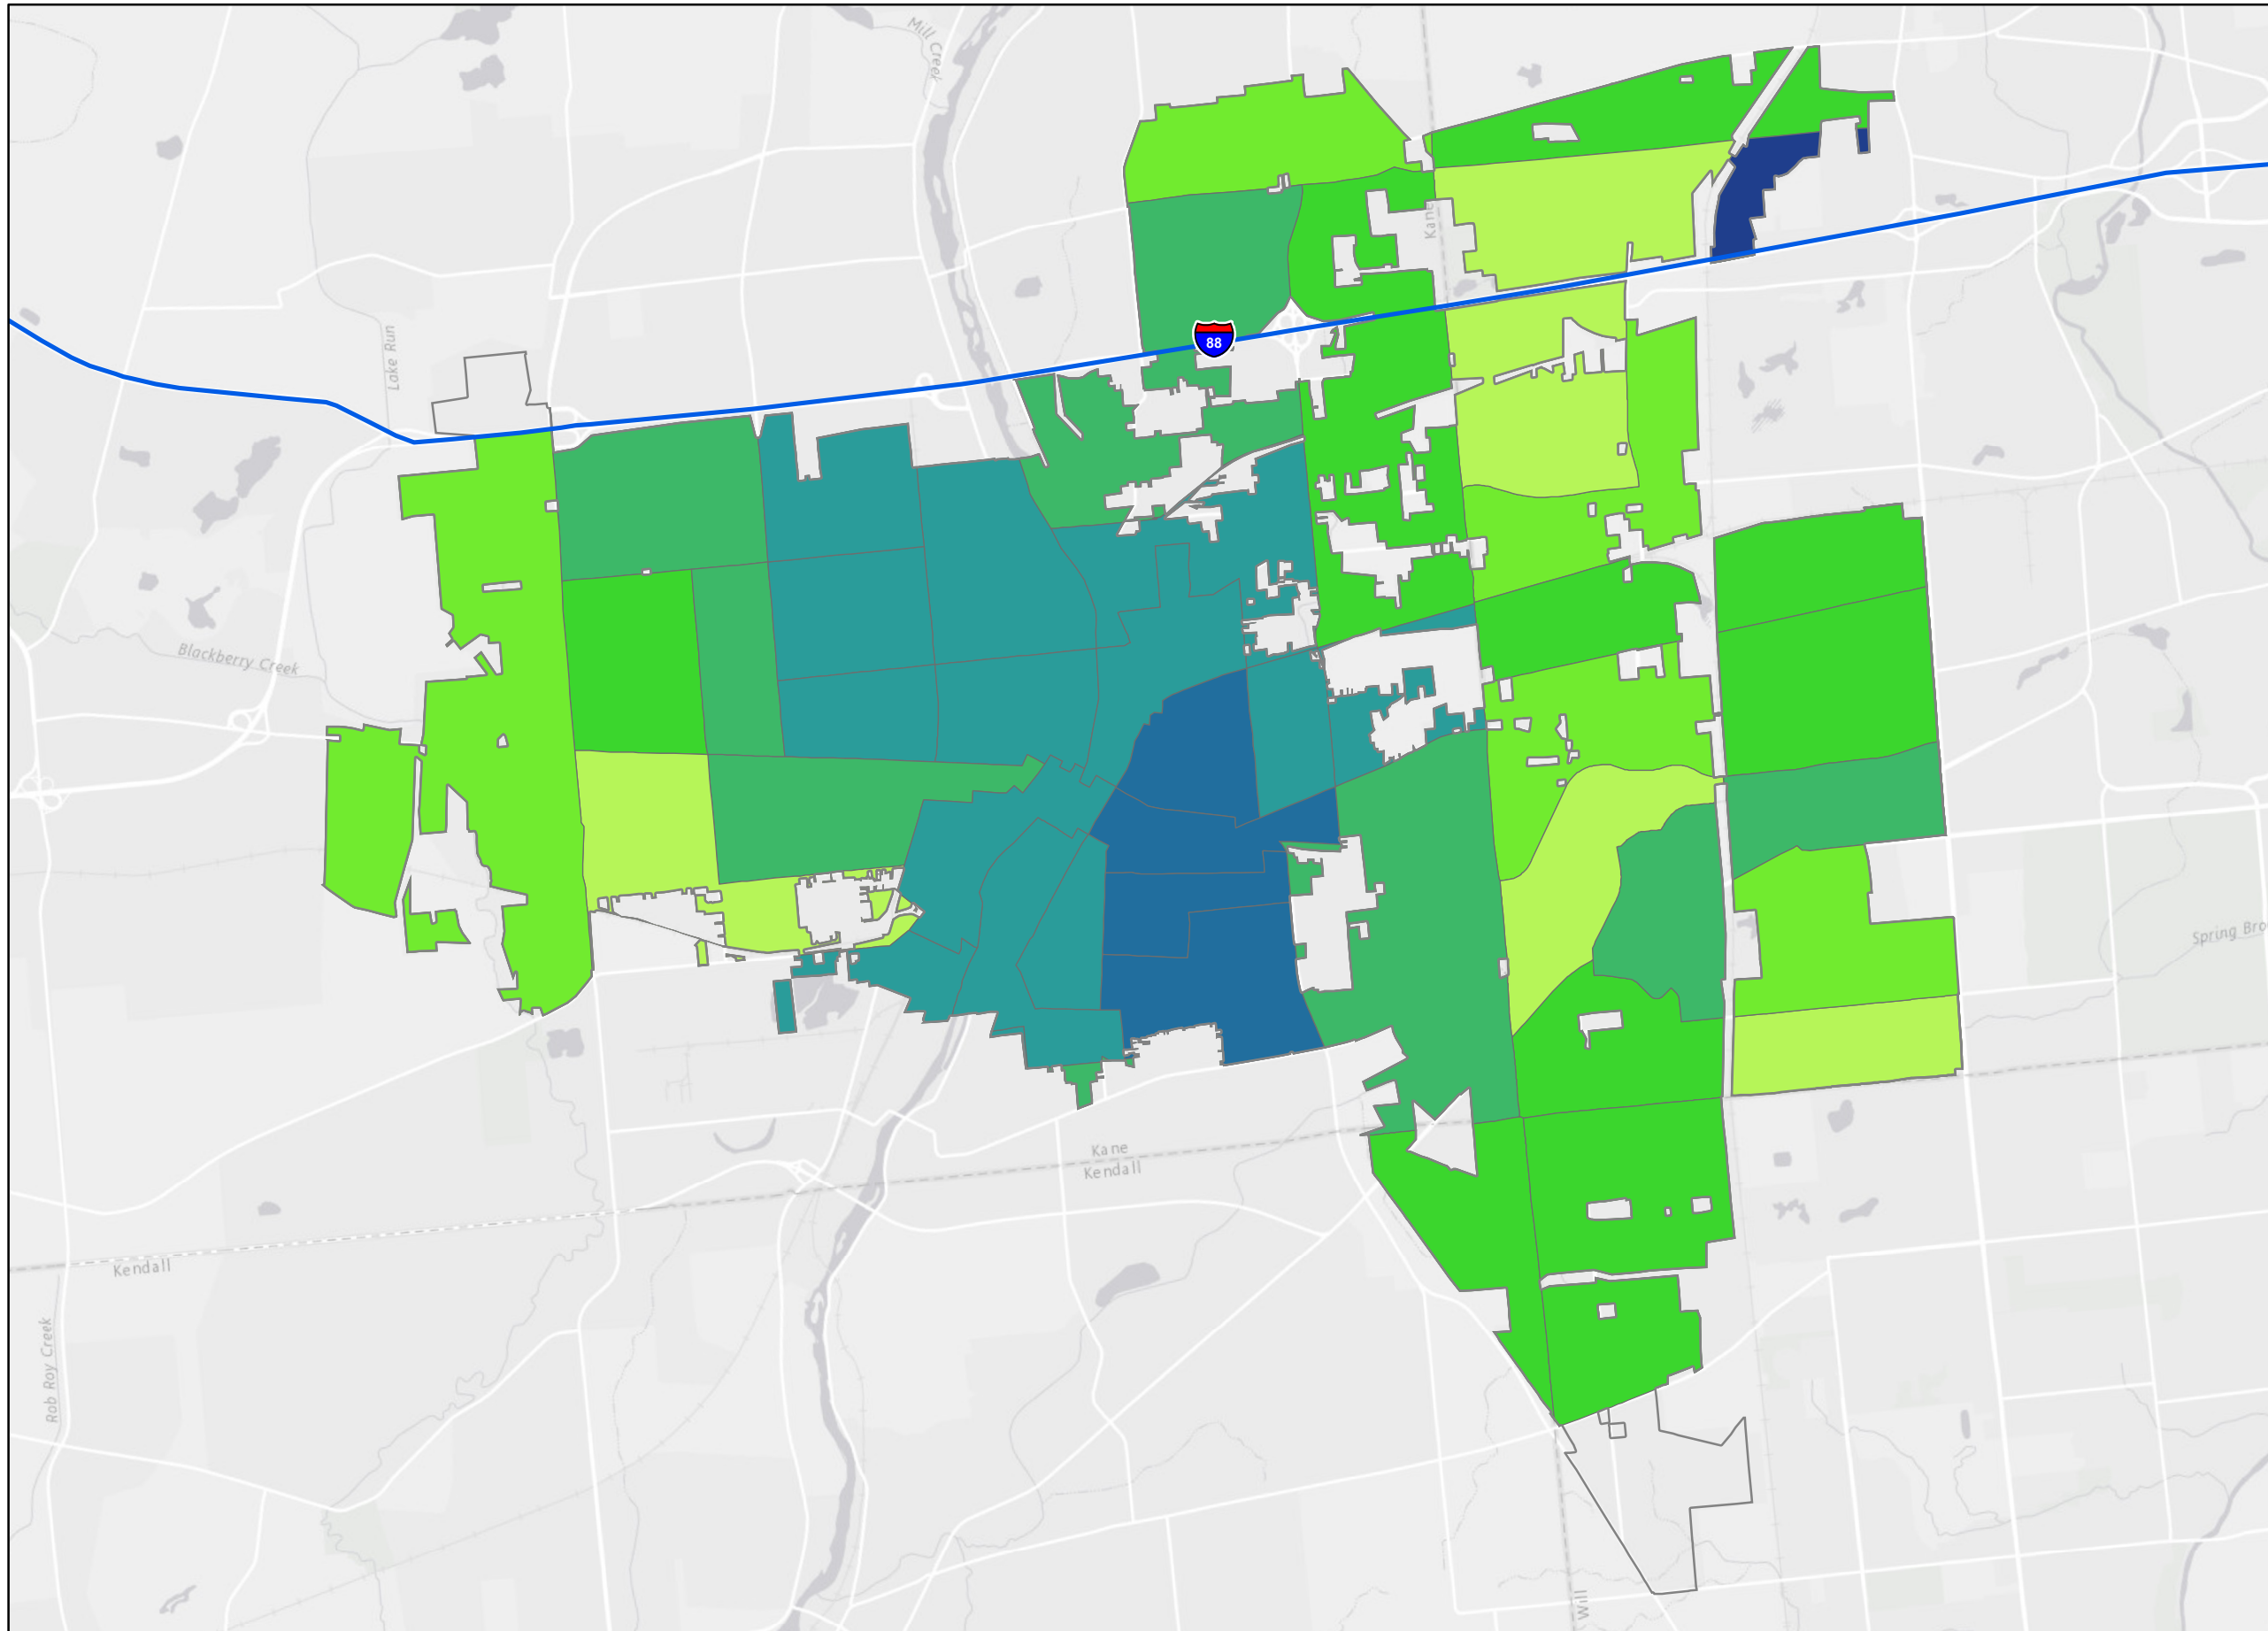 Mill Creek
Kane
Lake Run
88
Blackberry Creek
Spring Bro
Kane
Kendall
Kendall
Rob Roy Creek
Will